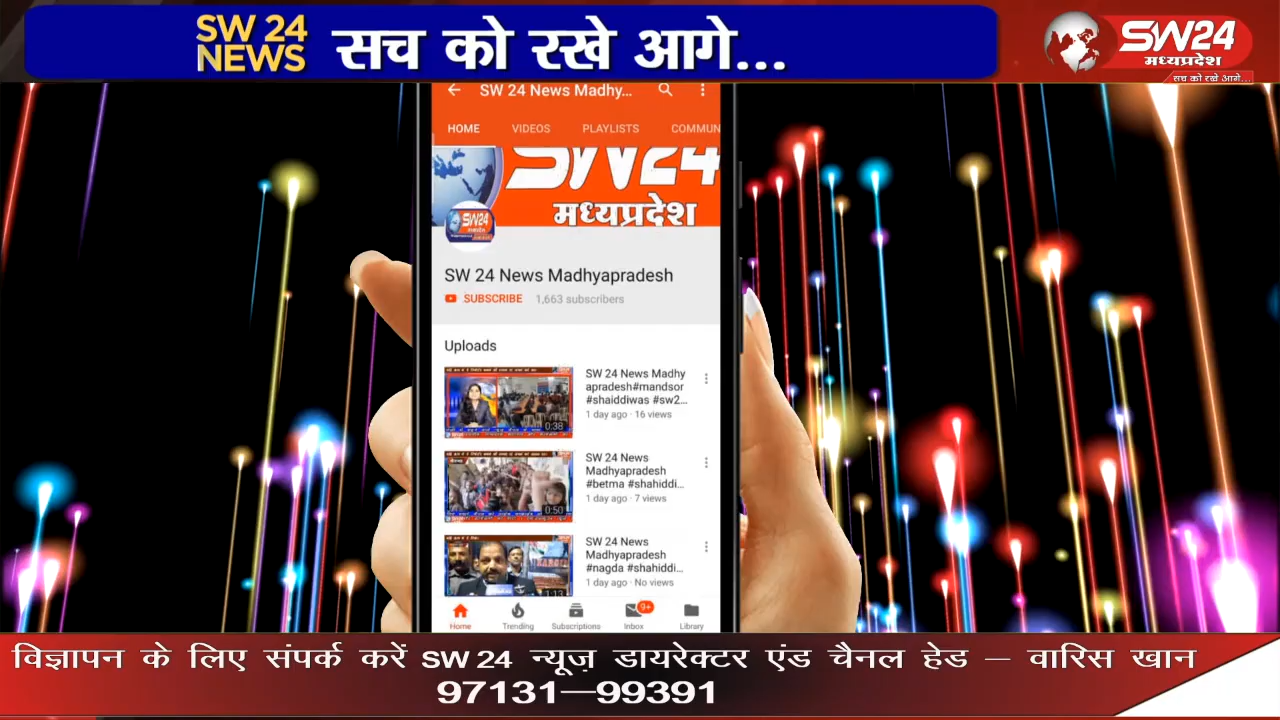 SW 24
NEWS
सच को रखे आगे...
SW24
मध्यप्रदेश
सच को रखे आगे...
SW 24 News Madhy...
HOME VIDEOS PLAYLISTS COMMUN
SW24
मध्यप्रदेश
SW24
SW 24 News Madhyapradesh
SUBSCRIBE 1,663 subscribers
Uploads
SW 24 News Madhy
apradesh#mandsor
#shaiddiwas #sw2...
1 day ago · 16 views
0:38
SW 24 News
Madhyapradesh
#betma #shahiddi...
1 day ago · 7 views
0:50
SW 24 News
Madhyapradesh
#nagda #shahiddi...
1 day ago · No views
1:13
9+
Home Trending Subscriptions Inbox Library
विज्ञापन के लिए संपर्क करें SW 24 न्यूज़ डायरेक्टर एंड चैनल हेड – वारिस खान
97131–99391